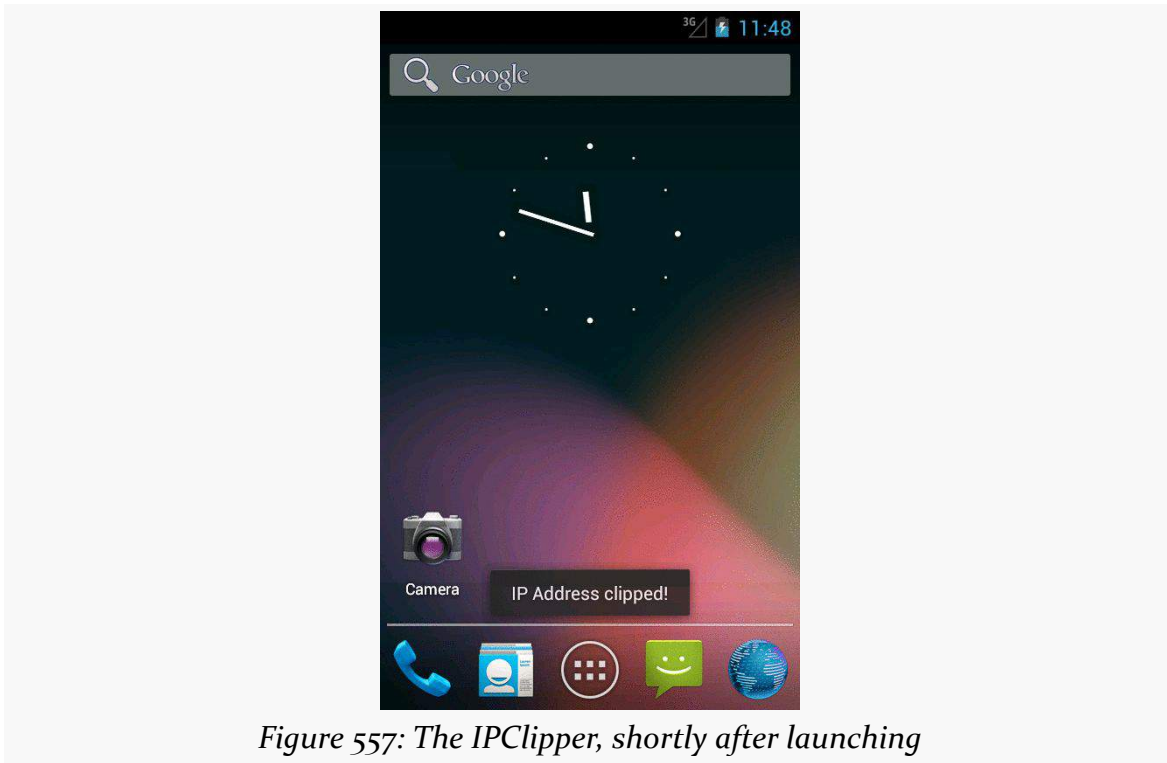 3G 11:48
Google
Camera
IP Address clipped!
Figure 557: The IPClipper, shortly after launching